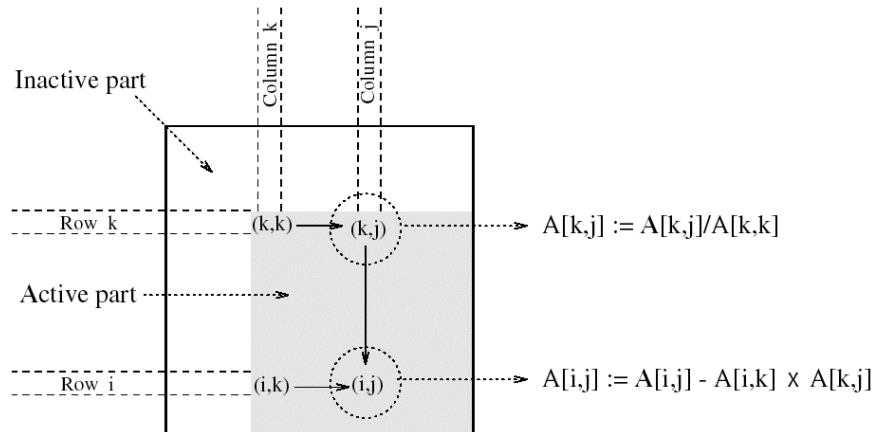 Column k
Column j
Inactive part
Row k
(k,k)
(k,j)
A[k,j] := A[k,j]/A[k,k]
Active part
Row i
(i,k)
(i,j)
A[i,j] := A[i,j] - A[i,k] x A[k,j]